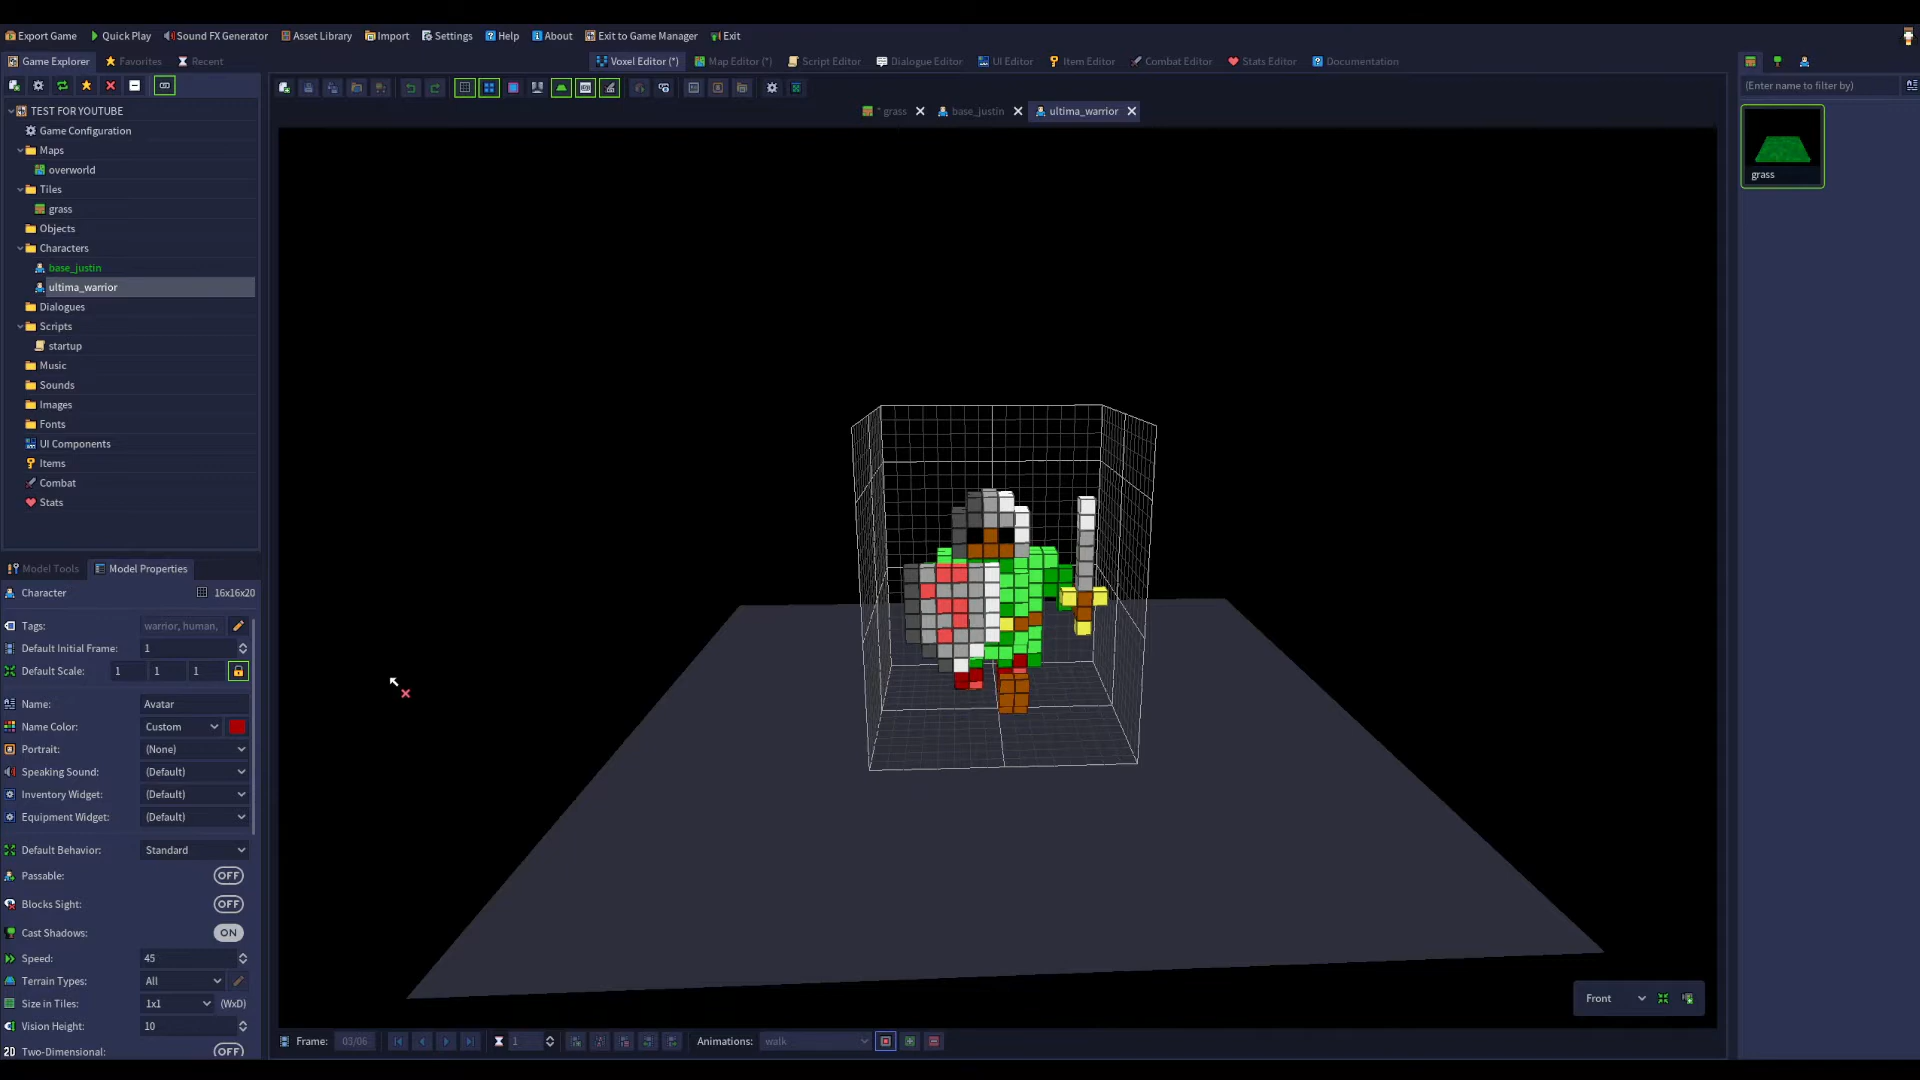 Export Game Quick Play Sound FX Generator Asset Library Import Settings Help About Exit to Game Manager Exit
Game Explorer Favorites Recent Voxel Editor (*) Map Editor (*) Script Editor Dialogue Editor UI Editor Item Editor Combat Editor Stats Editor Documentation
(Enter name to filter by)
* grass base_justin ultima_warrior
TEST FOR YOUTUBE
Game Configuration
Maps
overworld
Tiles
grass
Objects
Characters
base_justin
ultima_warrior
Dialogues
Scripts
startup
Music
Sounds
Images
Fonts
UI Components
Items
Combat
Stats
grass
Model Tools Model Properties
Character 16x16x20
Tags: warrior, human,
Default Initial Frame: 1
Default Scale: 1 1 1
Name: Avatar
Name Color: Custom
Portrait: (None)
Speaking Sound: (Default)
Inventory Widget: (Default)
Equipment Widget: (Default)
Default Behavior: Standard
Passable: OFF
Blocks Sight: OFF
Cast Shadows: ON
Speed: 45
Terrain Types: All
Size in Tiles: 1x1 (WxD)
Vision Height: 10
2D Two-Dimensional: OFF
Front
Frame: 03/06 1 Animations: walk